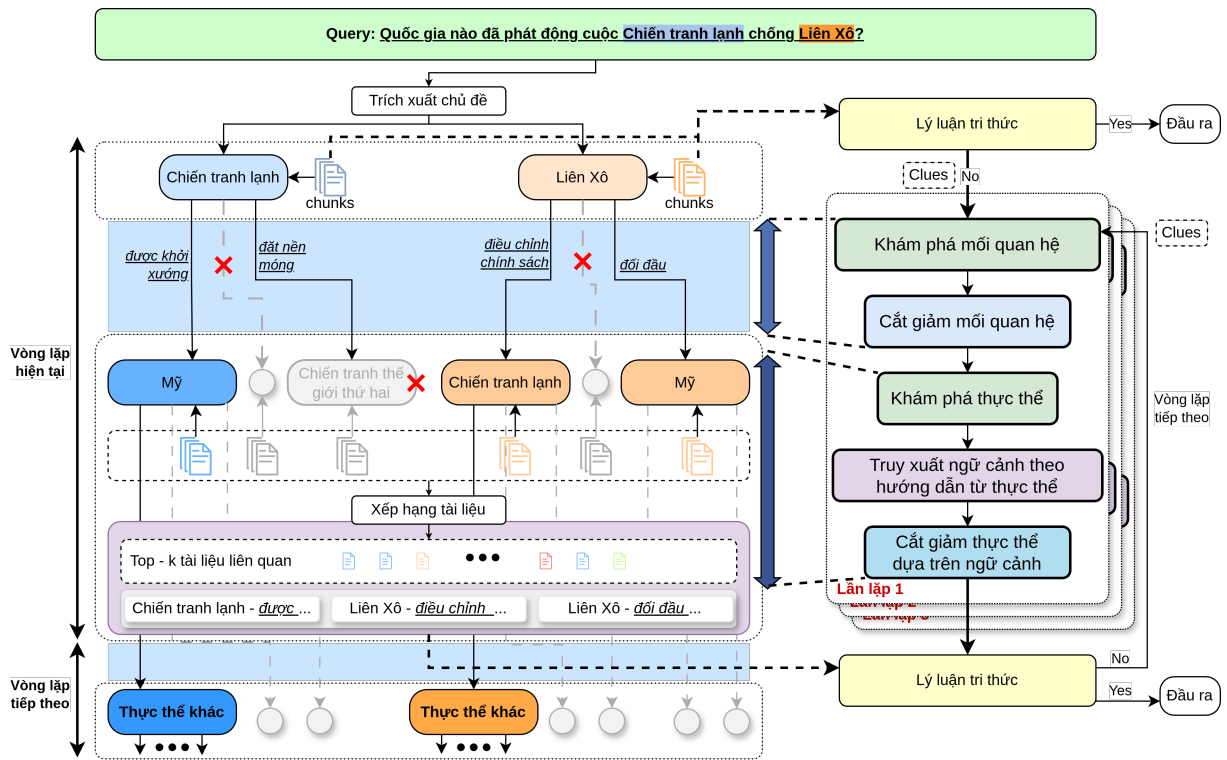 Query: Quốc gia nào đã phát động cuộc Chiến tranh lạnh chống Liên Xô?
Trích xuất chủ đề
Chiến tranh lạnh
chunks
Liên Xô
chunks
được khởi
xướng
đặt nền
móng
điều chỉnh
chính sách
đối đầu
Vòng lặp
hiện tại
Mỹ
Chiến tranh thế
giới thứ hai
Chiến tranh lạnh
Mỹ
Xếp hạng tài liệu
Top - k tài liệu liên quan
Chiến tranh lạnh - được ...
Liên Xô - điều chỉnh ...
Liên Xô - đối đầu ...
Vòng lặp
tiếp theo
Thực thể khác
Thực thể khác
Lý luận tri thức
Yes
Đầu ra
Clues
No
Khám phá mối quan hệ
Clues
Cắt giảm mối quan hệ
Khám phá thực thể
Vòng lặp
tiếp theo
Truy xuất ngữ cảnh theo
hướng dẫn từ thực thể
Cắt giảm thực thể
dựa trên ngữ cảnh
Lần lặp 1
Lý luận tri thức
No
Yes
Đầu ra